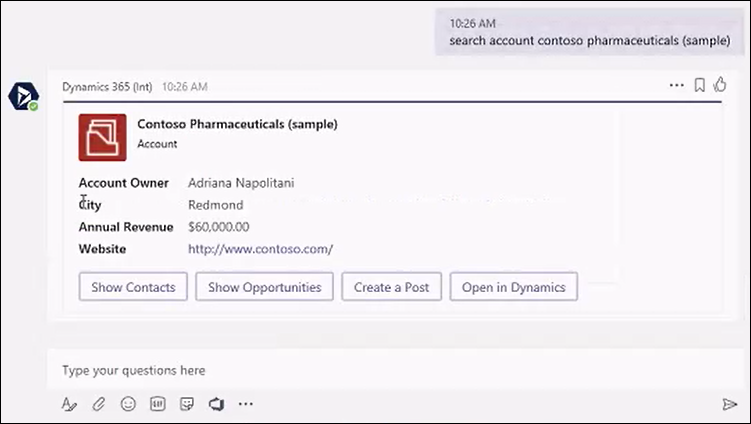 10:26 AM
search account contoso pharmaceuticals (sample)
Dynamics 365 (Int) 10:26 AM
Contoso Pharmaceuticals (sample)
Account
Account Owner Adriana Napolitani
City Redmond
Annual Revenue $60,000.00
Website http://www.contoso.com/
Show Contacts Show Opportunities Create a Post Open in Dynamics
Type your questions here
GIF